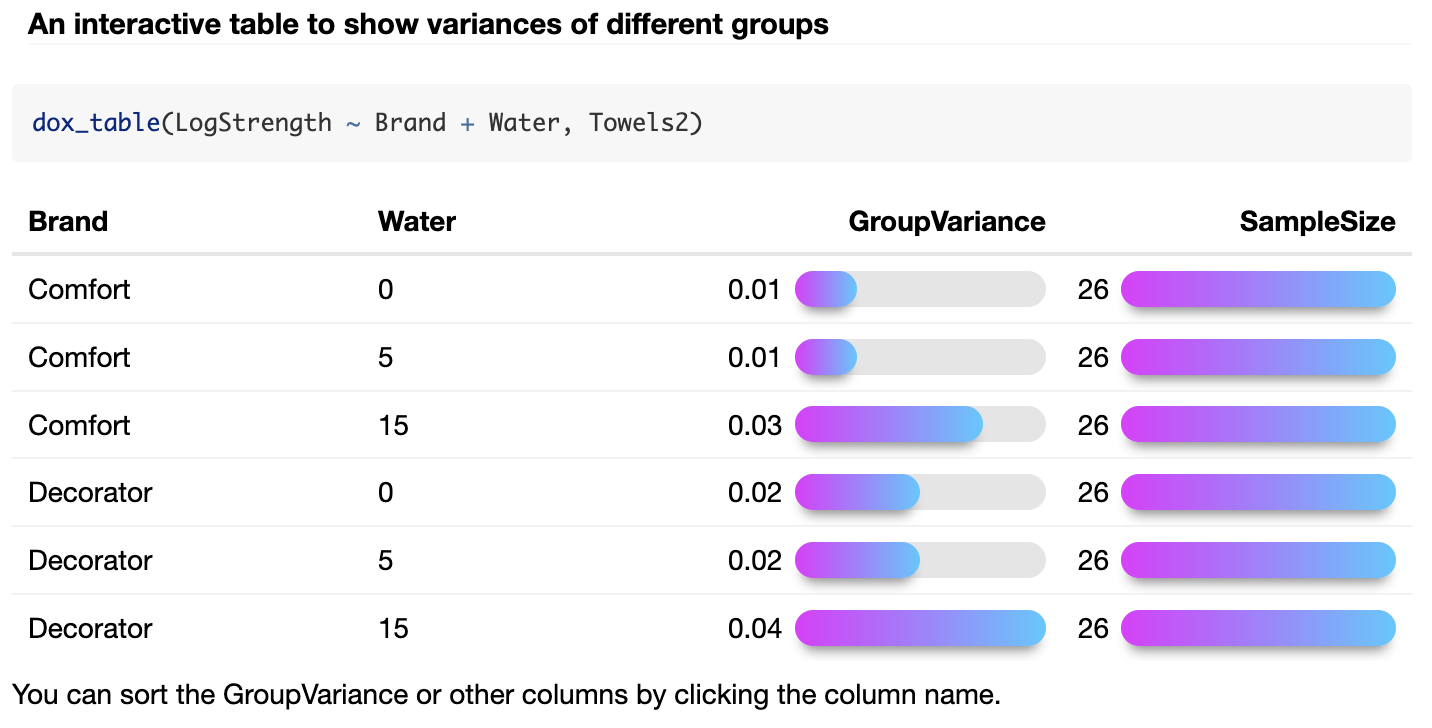 An interactive table to show variances of different groups
dox_table(LogStrength ~ Brand + Water, Towels2)
Brand Water GroupVariance SampleSize
Comfort 0 0.01 26
Comfort 5 0.01 26
Comfort 15 0.03 26
Decorator 0 0.02 26
Decorator 5 0.02 26
Decorator 15 0.04 26
You can sort the GroupVariance or other columns by clicking the column name.